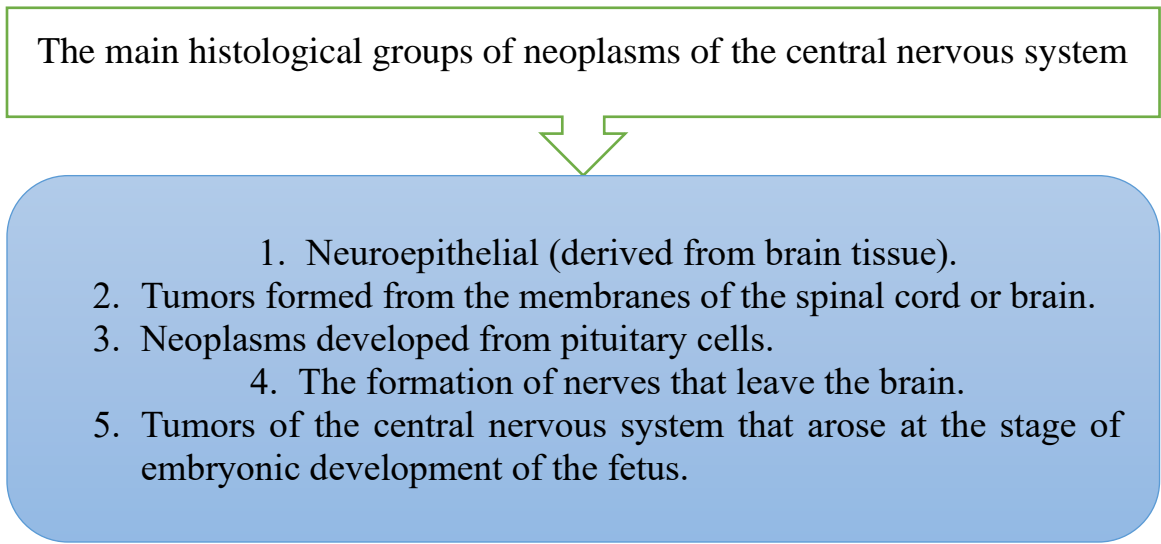 The main histological groups of neoplasms of the central nervous system
1. Neuroepithelial (derived from brain tissue).
2. Tumors formed from the membranes of the spinal cord or brain.
3. Neoplasms developed from pituitary cells.
4. The formation of nerves that leave the brain.
5. Tumors of the central nervous system that arose at the stage of
embryonic development of the fetus.